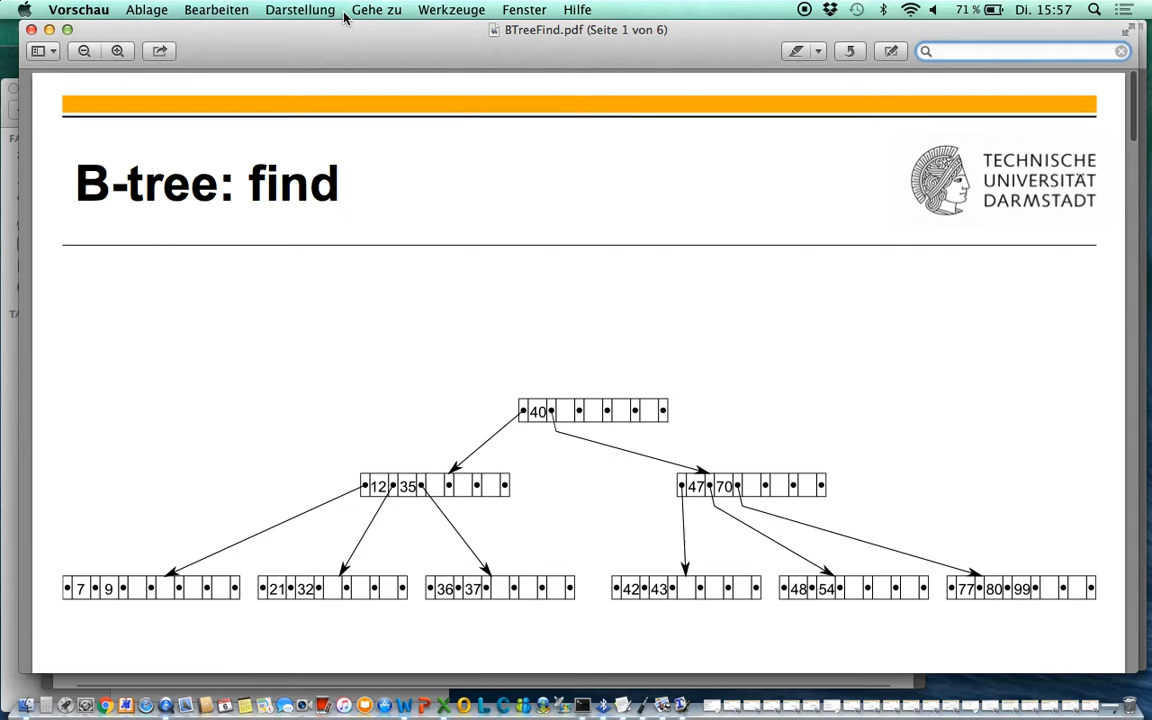 Vorschau Ablage Bearbeiten Darstellung Gehe zu Werkzeuge Fenster Hilfe 71 % Di. 15:57
BTreeFind.pdf (Seite 1 von 6)
B-tree: find
TECHNISCHE
UNIVERSITÄT
DARMSTADT
40
12 35 47 70
7 9 21 32 36 37 42 43 48 54 77 80 99